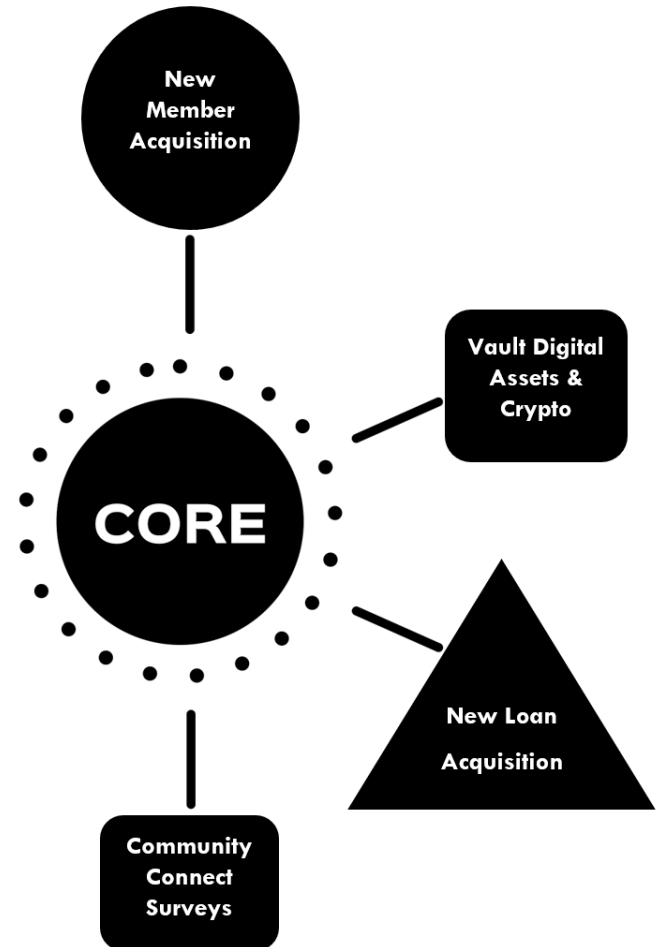 New
Member
Acquisition
Vault Digital
Assets &
Crypto
CORE
New Loan
Acquisition
Community
Connect
Surveys